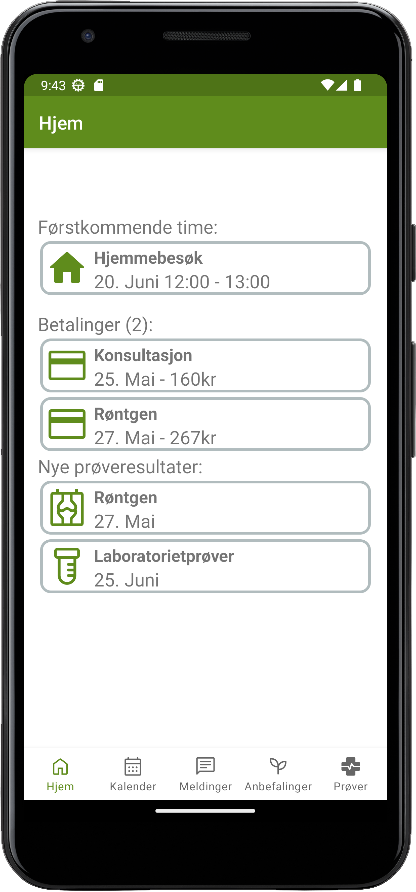 9:43
Hjem
Førstkommende time:
Hjemmebesøk
20. Juni 12:00 - 13:00
Betalinger (2):
Konsultasjon
25. Mai - 160kr
Røntgen
27. Mai - 267kr
Nye prøveresultater:
Røntgen
27. Mai
Laboratorietprøver
25. Juni
Hjem Kalender Meldinger Anbefalinger Prøver